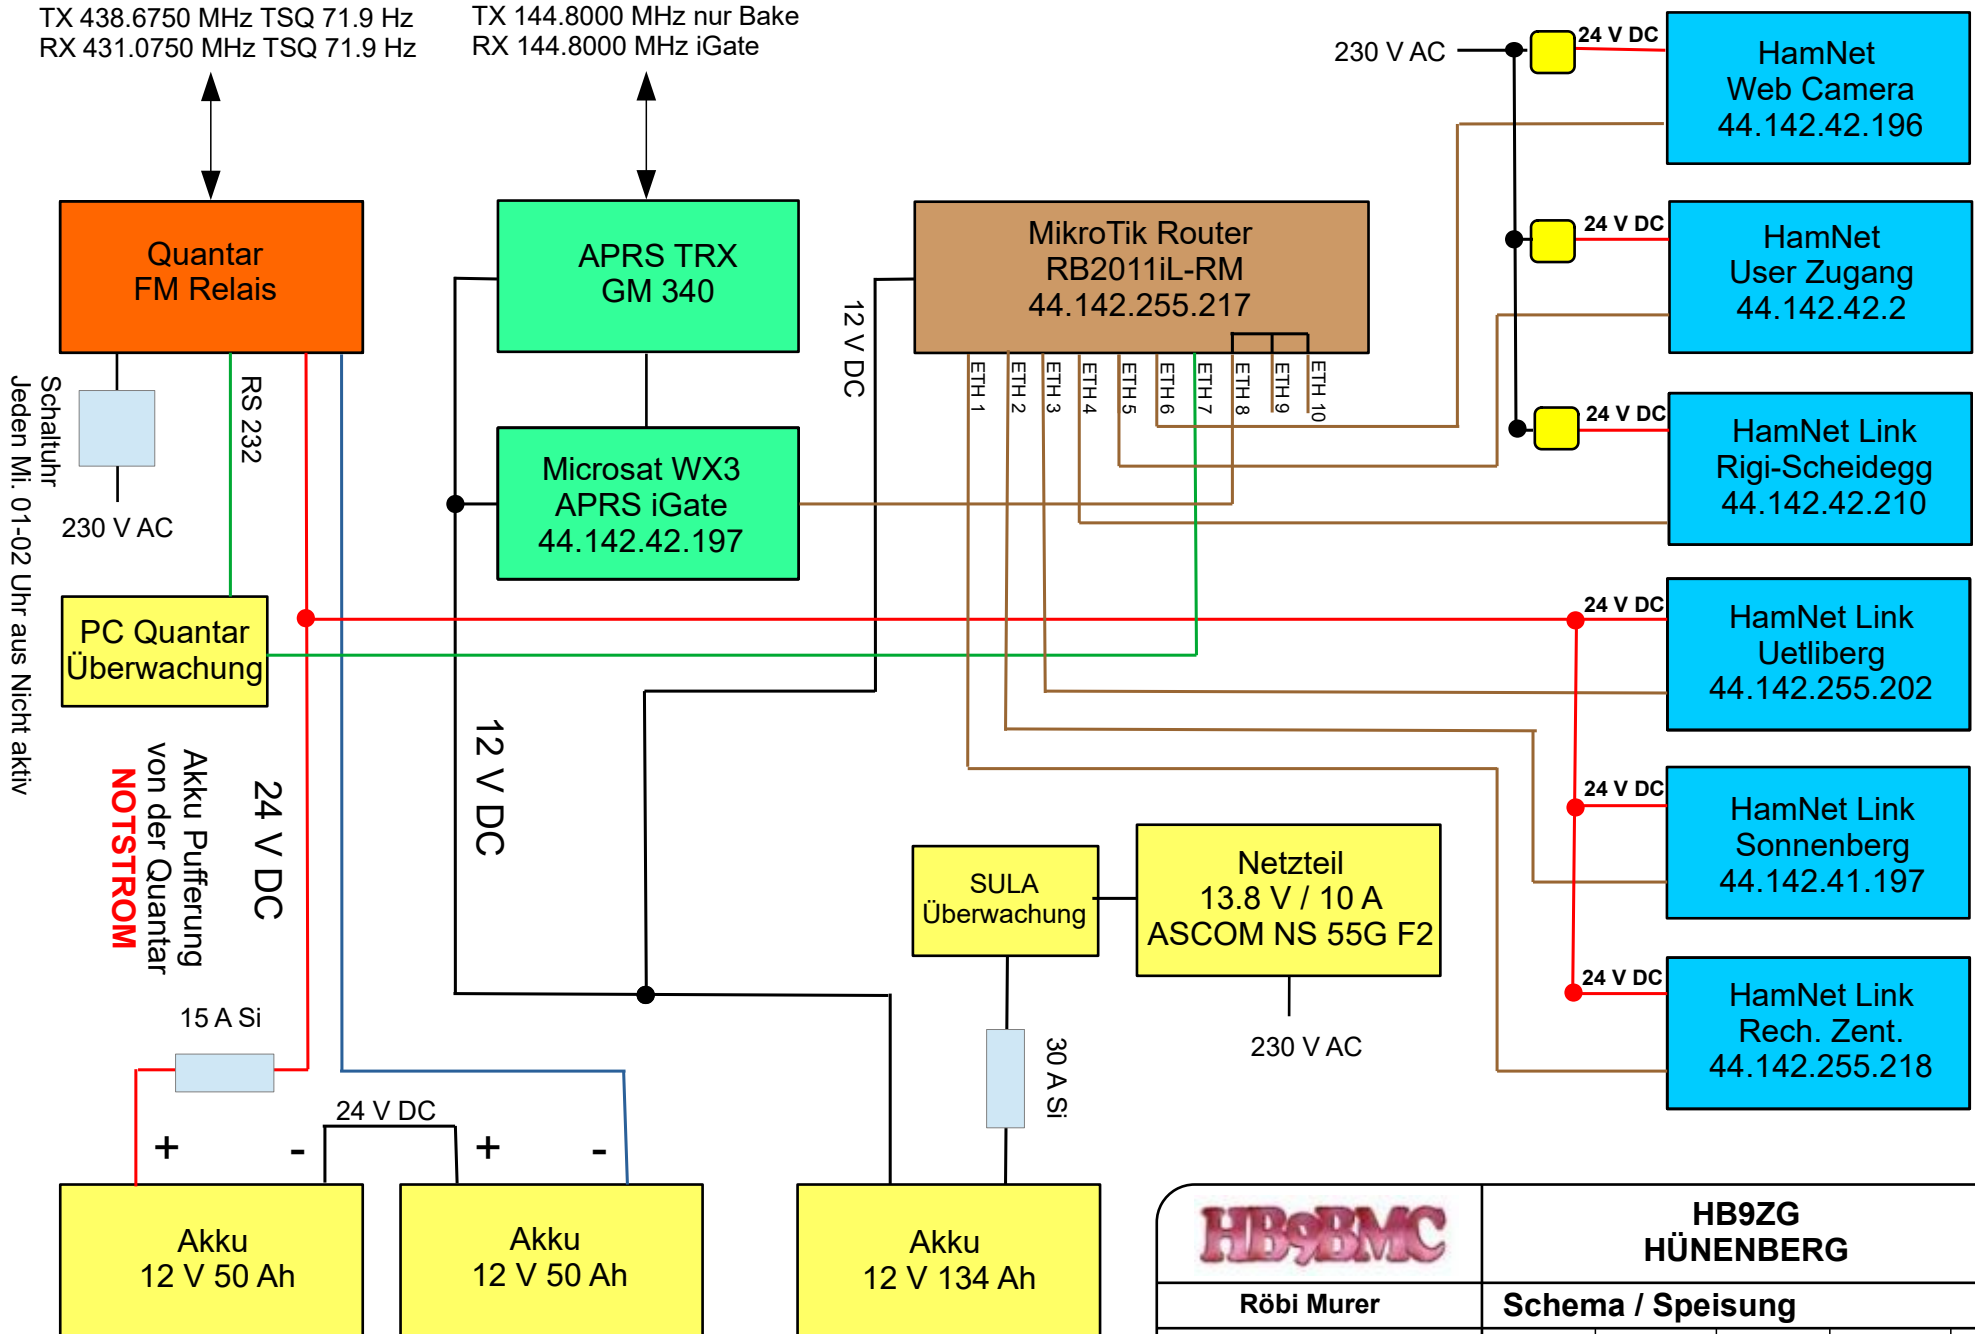 TX 438.6750 MHz TSQ 71.9 Hz
RX 431.0750 MHz TSQ 71.9 Hz
TX 144.8000 MHz nur Bake
RX 144.8000 MHz iGate
230 V AC
24 V DC
HamNet
Web Camera
44.142.42.196
24 V DC
HamNet
User Zugang
44.142.42.2
24 V DC
HamNet Link
Rigi-Scheidegg
44.142.42.210
Quantar
FM Relais
APRS TRX
GM 340
MikroTik Router
RB2011iL-RM
44.142.255.217
12 V DC
ETH 1
ETH 2
ETH 3
ETH 4
ETH 5
ETH 6
ETH 7
ETH 8
ETH 9
ETH 10
Schaltuhr
Jeden Mi. 01-02 Uhr aus Nicht aktiv
RS 232
230 V AC
Microsat WX3
APRS iGate
44.142.42.197
PC Quantar
Überwachung
24 V DC
HamNet Link
Uetliberg
44.142.255.202
24 V DC
HamNet Link
Sonnenberg
44.142.41.197
24 V DC
HamNet Link
Rech. Zent.
44.142.255.218
24 V DC
Akku Pufferung
von der Quantar
NOTSTROM
12 V DC
SULA
Überwachung
Netzteil
13.8 V / 10 A
ASCOM NS 55G F2
230 V AC
15 A Si
30 A Si
24 V DC
+ - + -
Akku
12 V 50 Ah
Akku
12 V 50 Ah
Akku
12 V 134 Ah
HB9BMC
HB9ZG
HÜNENBERG
Röbi Murer
Schema / Speisung